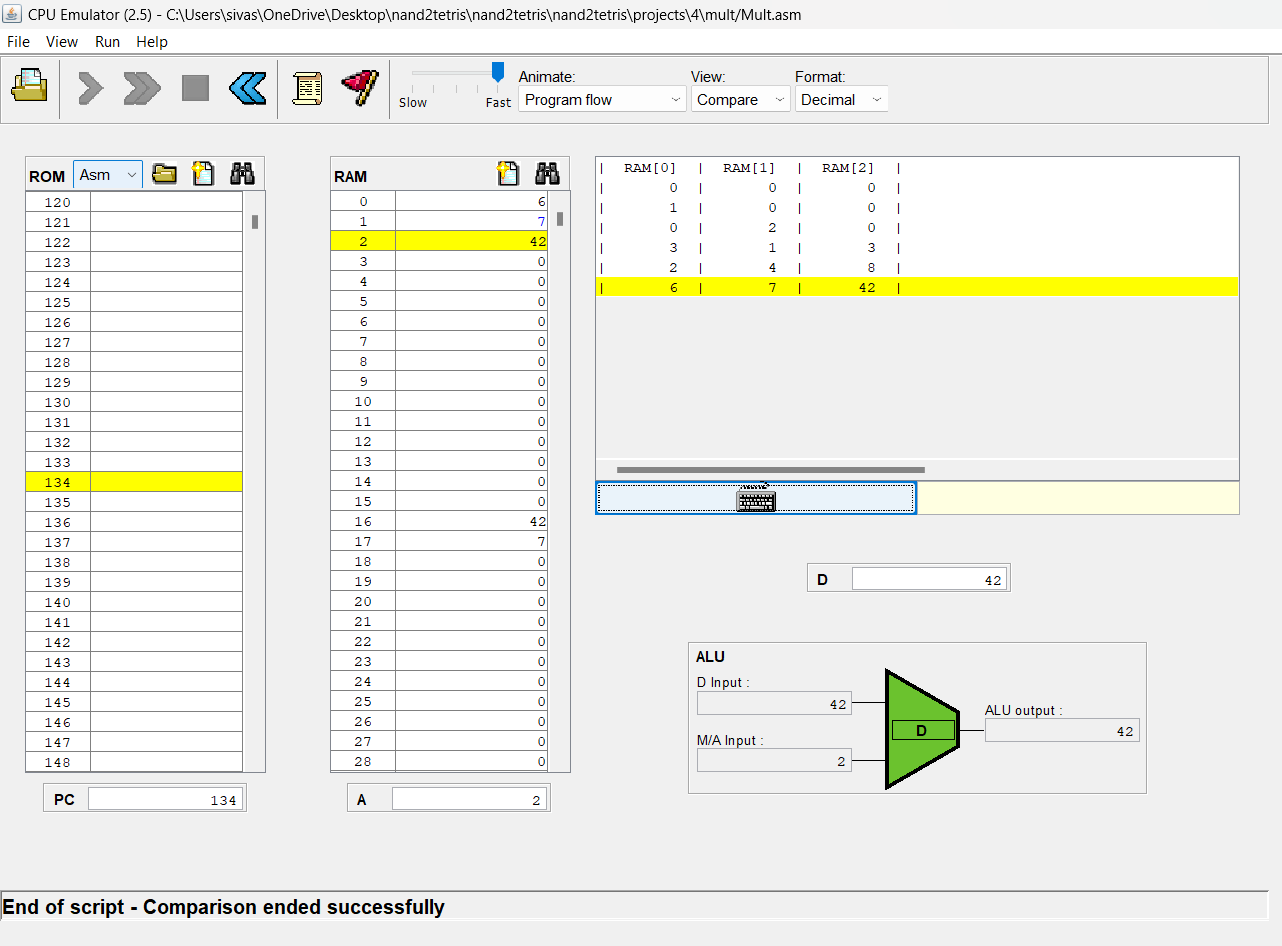 CPU Emulator (2.5) - C:\Users\sivas\OneDrive\Desktop\nand2tetris\nand2tetris\nand2tetris\projects\4\mult/Mult.asm
File View Run Help
Slow Fast
Animate:
Program flow
View:
Compare
Format:
Decimal
ROM Asm
120
121
122
123
124
125
126
127
128
129
130
131
132
133
134
135
136
137
138
139
140
141
142
143
144
145
146
147
148
PC 134
RAM
0 6
1 7
2 42
3 0
4 0
5 0
6 0
7 0
8 0
9 0
10 0
11 0
12 0
13 0
14 0
15 0
16 42
17 7
18 0
19 0
20 0
21 0
22 0
23 0
24 0
25 0
26 0
27 0
28 0
A 2
| RAM[0] | RAM[1] | RAM[2] |
| 0 | 0 | 0 |
| 1 | 0 | 0 |
| 0 | 2 | 0 |
| 3 | 1 | 3 |
| 2 | 4 | 8 |
| 6 | 7 | 42 |
D 42
ALU
D Input :
42
M/A Input :
2
D
ALU output :
42
End of script - Comparison ended successfully